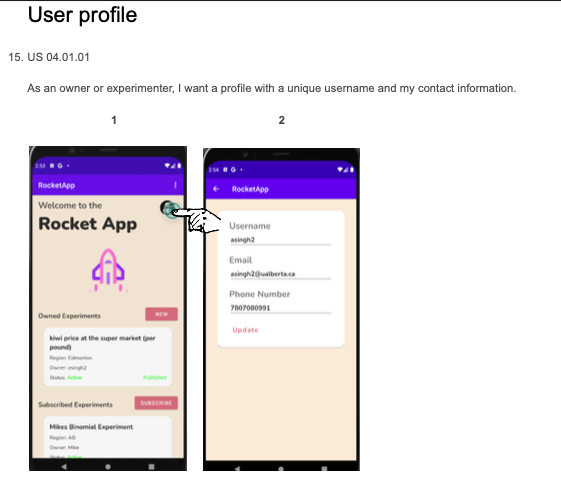 User profile
15. US 04.01.01
As an owner or experimenter, I want a profile with a unique username and my contact information.
1
2:53
RocketApp
Welcome to the
Rocket App
Owned Experiments
NEW
kiwi price at the super market (per
pound)
Region: Edmonton
Owner: asingh2
Status: Active Published
Subscribed Experiments
SUBSCRIBE
Mikes Binomial Experiment
Region: AB
Owner: Mike
Status: Active
2
2:54
RocketApp
Username
asingh2
Email
asingh2@ualberta.ca
Phone Number
7807080991
Update